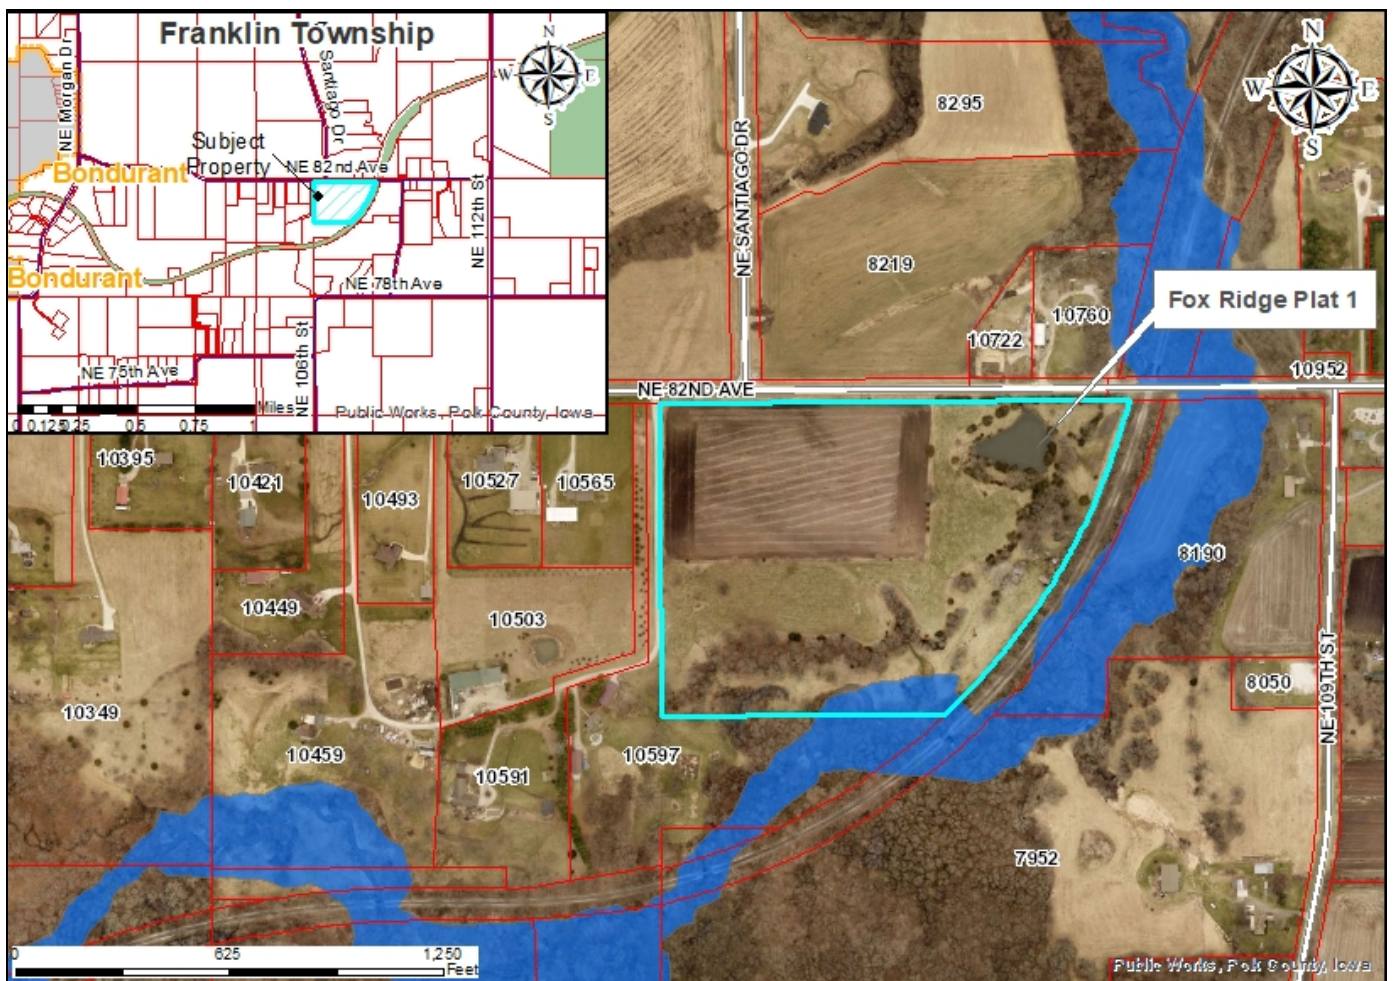 Franklin Township
N
W
E
S
NE Morgan Dr
Santiago Dr
Subject
Property
NE 82nd Ave
Bondurant
NE 112th St
Bondurant
NE 78th Ave
NE 106th St
NE 75th Ave
Miles
0 0.125 0.25 0.5 0.75 1
Public Works, Polk County, Iowa
N
W
E
S
8295
NE SANTIAGO DR
8219
Fox Ridge Plat 1
10760
10722
10952
NE 82ND AVE
10395
10421
10493
10527
10565
8190
10449
10503
NE 109TH ST
8050
10349
10459
10591
10597
7952
0 625 1,250
Feet
Public Works, Polk County, Iowa